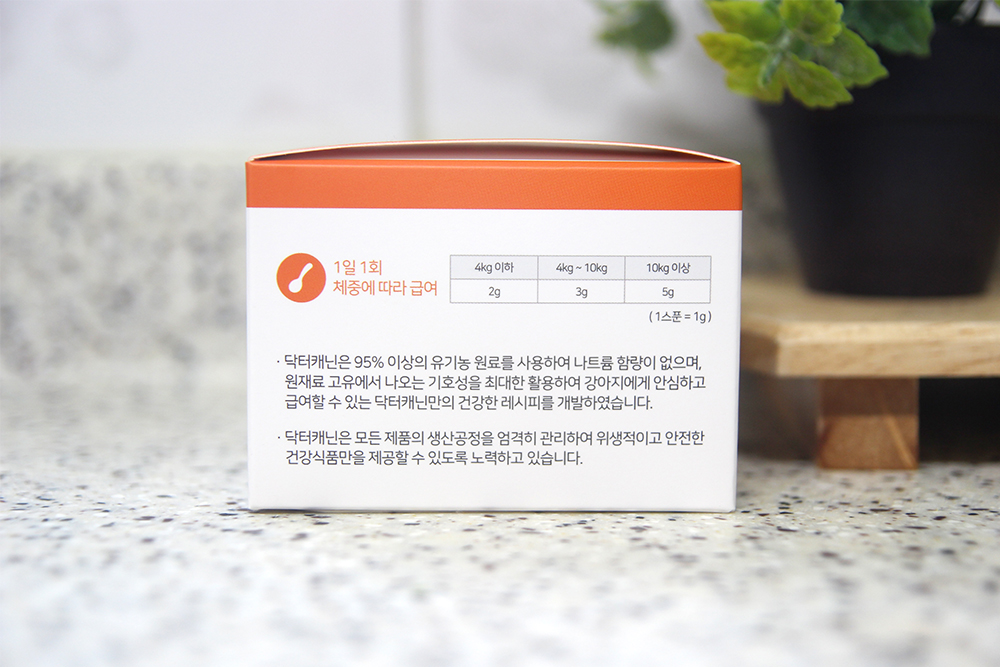 1일 1회
체중에 따라 급여
4kg 이하 4kg ~ 10kg 10kg 이상
2g 3g 5g
( 1스푼 = 1g )
· 닥터캐닌은 95% 이상의 유기농 원료를 사용하여 나트륨 함량이 없으며,
원재료 고유에서 나오는 기호성을 최대한 활용하여 강아지에게 안심하고
급여할 수 있는 닥터캐닌만의 건강한 레시피를 개발하였습니다.
· 닥터캐닌은 모든 제품의 생산공정을 엄격히 관리하여 위생적이고 안전한
건강식품만을 제공할 수 있도록 노력하고 있습니다.